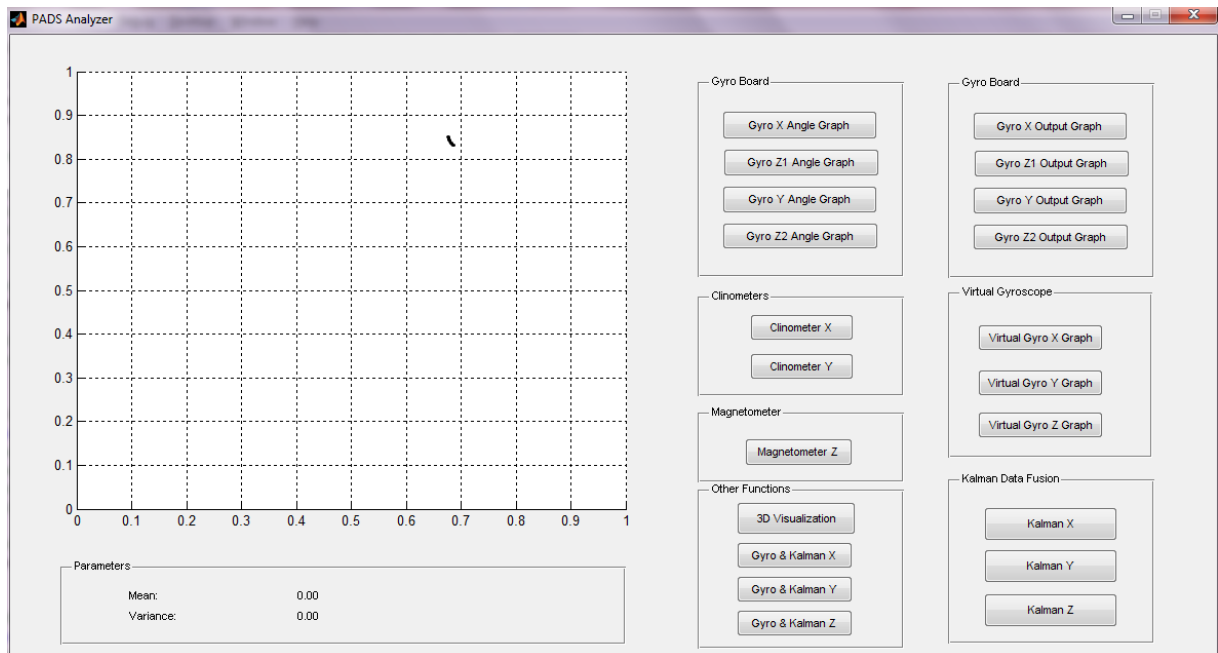 PADS Analyzer
1
0.9
0.8
0.7
0.6
0.5
0.4
0.3
0.2
0.1
0
0 0.1 0.2 0.3 0.4 0.5 0.6 0.7 0.8 0.9 1
Parameters
Mean: 0.00
Variance: 0.00
Gyro Board
Gyro X Angle Graph
Gyro Z1 Angle Graph
Gyro Y Angle Graph
Gyro Z2 Angle Graph
Clinometers
Clinometer X
Clinometer Y
Magnetometer
Magnetometer Z
Other Functions
3D Visualization
Gyro & Kalman X
Gyro & Kalman Y
Gyro & Kalman Z
Gyro Board
Gyro X Output Graph
Gyro Z1 Output Graph
Gyro Y Output Graph
Gyro Z2 Output Graph
Virtual Gyroscope
Virtual Gyro X Graph
Virtual Gyro Y Graph
Virtual Gyro Z Graph
Kalman Data Fusion
Kalman X
Kalman Y
Kalman Z